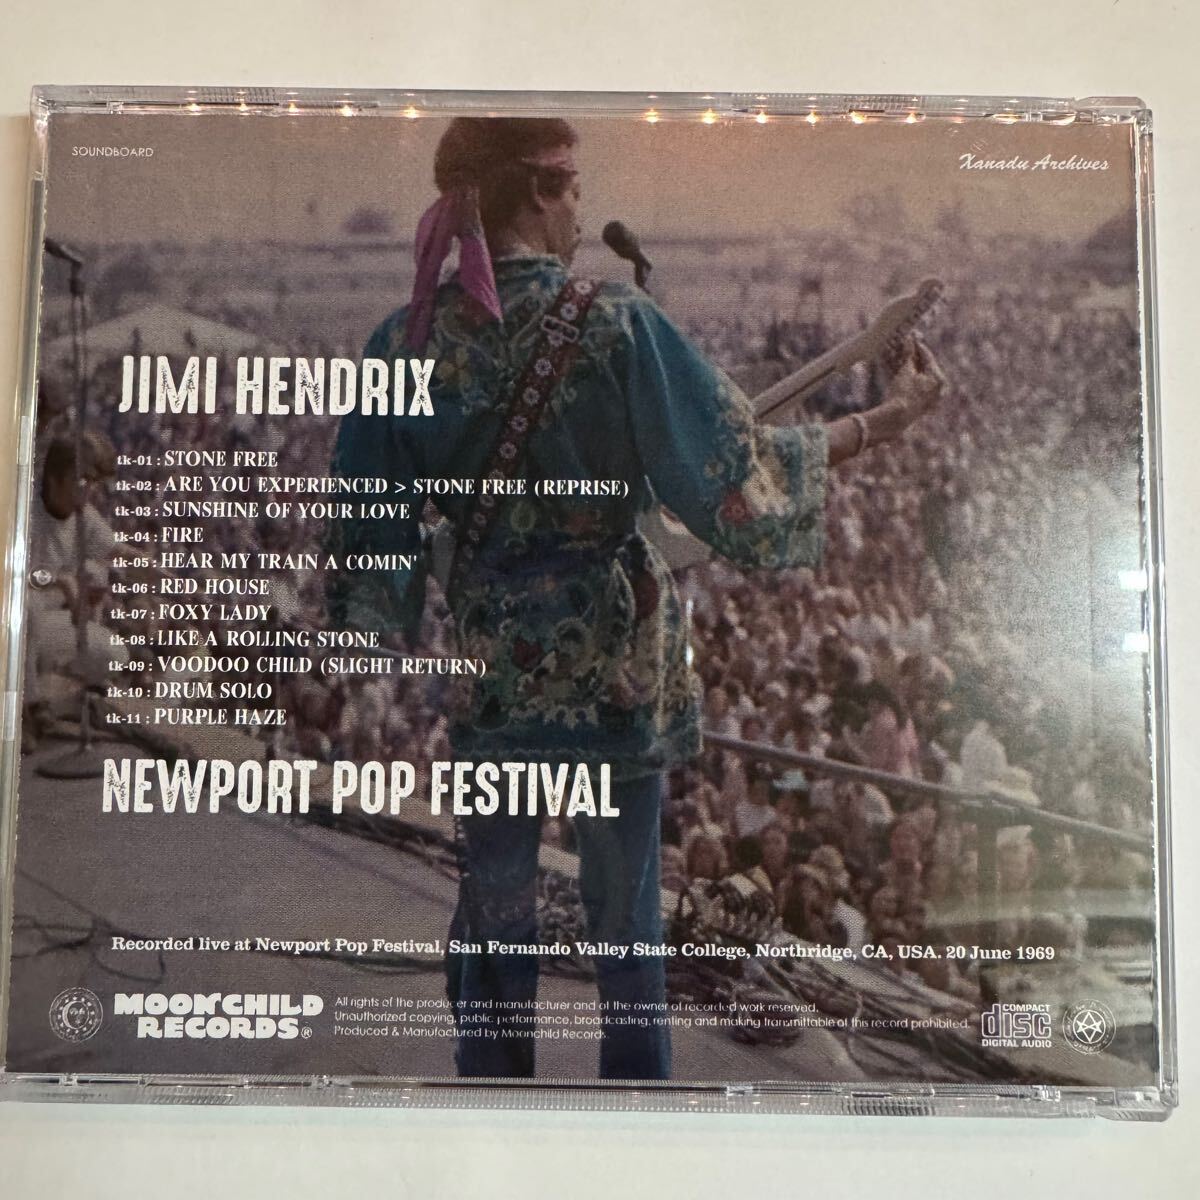 SOUNDBOARD
Xanadu Archives
JIMI HENDRIX
tk-01 : STONE FREE
tk-02 : ARE YOU EXPERIENCED > STONE FREE (REPRISE)
tk-03 : SUNSHINE OF YOUR LOVE
tk-04 : FIRE
tk-05 : HEAR MY TRAIN A COMIN'
tk-06 : RED HOUSE
tk-07 : FOXY LADY
tk-08 : LIKE A ROLLING STONE
tk-09 : VOODOO CHILD (SLIGHT RETURN)
tk-10 : DRUM SOLO
tk-11 : PURPLE HAZE
NEWPORT POP FESTIVAL
Recorded live at Newport Pop Festival, San Fernando Valley State College, Northridge, CA, USA. 20 June 1969
MOONCHILD
RECORDS®
All rights of the producer and manufacturer and of the owner of recorded work reserved.
Unauthorized copying, public performance, broadcasting, renting and making transmittable of this record prohibited.
Produced & Manufactured by Moonchild Records.
COMPACT
disc
DIGITAL AUDIO